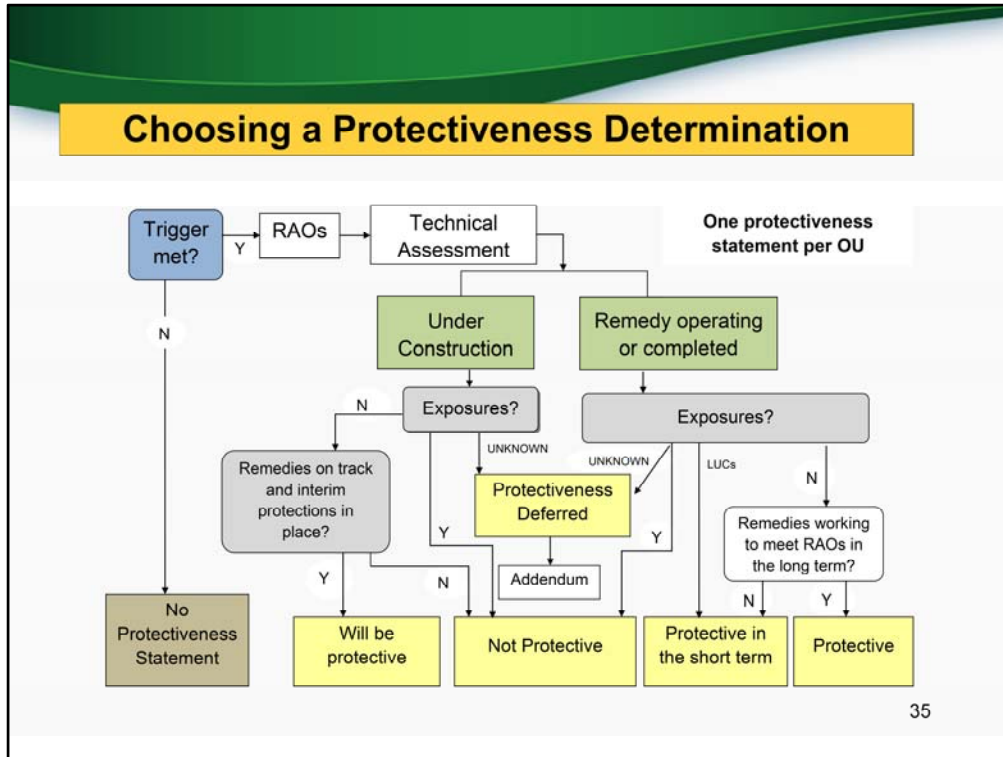 Choosing a Protectiveness Determination
Trigger
met?
Y
RAOs
Technical
Assessment
One protectiveness
statement per OU
N
Under
Construction
Remedy operating
or completed
N
Exposures?
Exposures?
UNKNOWN
UNKNOWN
LUCs
N
Remedies on track
and interim
protections in
place?
Protectiveness
Deferred
Y
Y
Remedies working
to meet RAOs in
the long term?
Y
N
Addendum
N
Y
No
Protectiveness
Statement
Will be
protective
Not Protective
Protective in
the short term
Protective
35